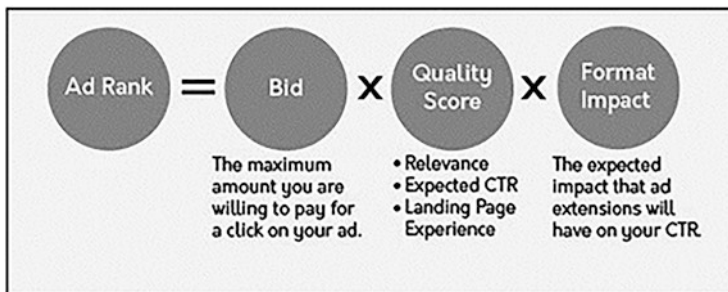 Ad Rank = Bid x Quality Score x Format Impact
The maximum
amount you are
willing to pay for
a click on your ad.
• Relevance
• Expected CTR
• Landing Page
Experience
The expected
impact that ad
extensions will
have on your CTR.